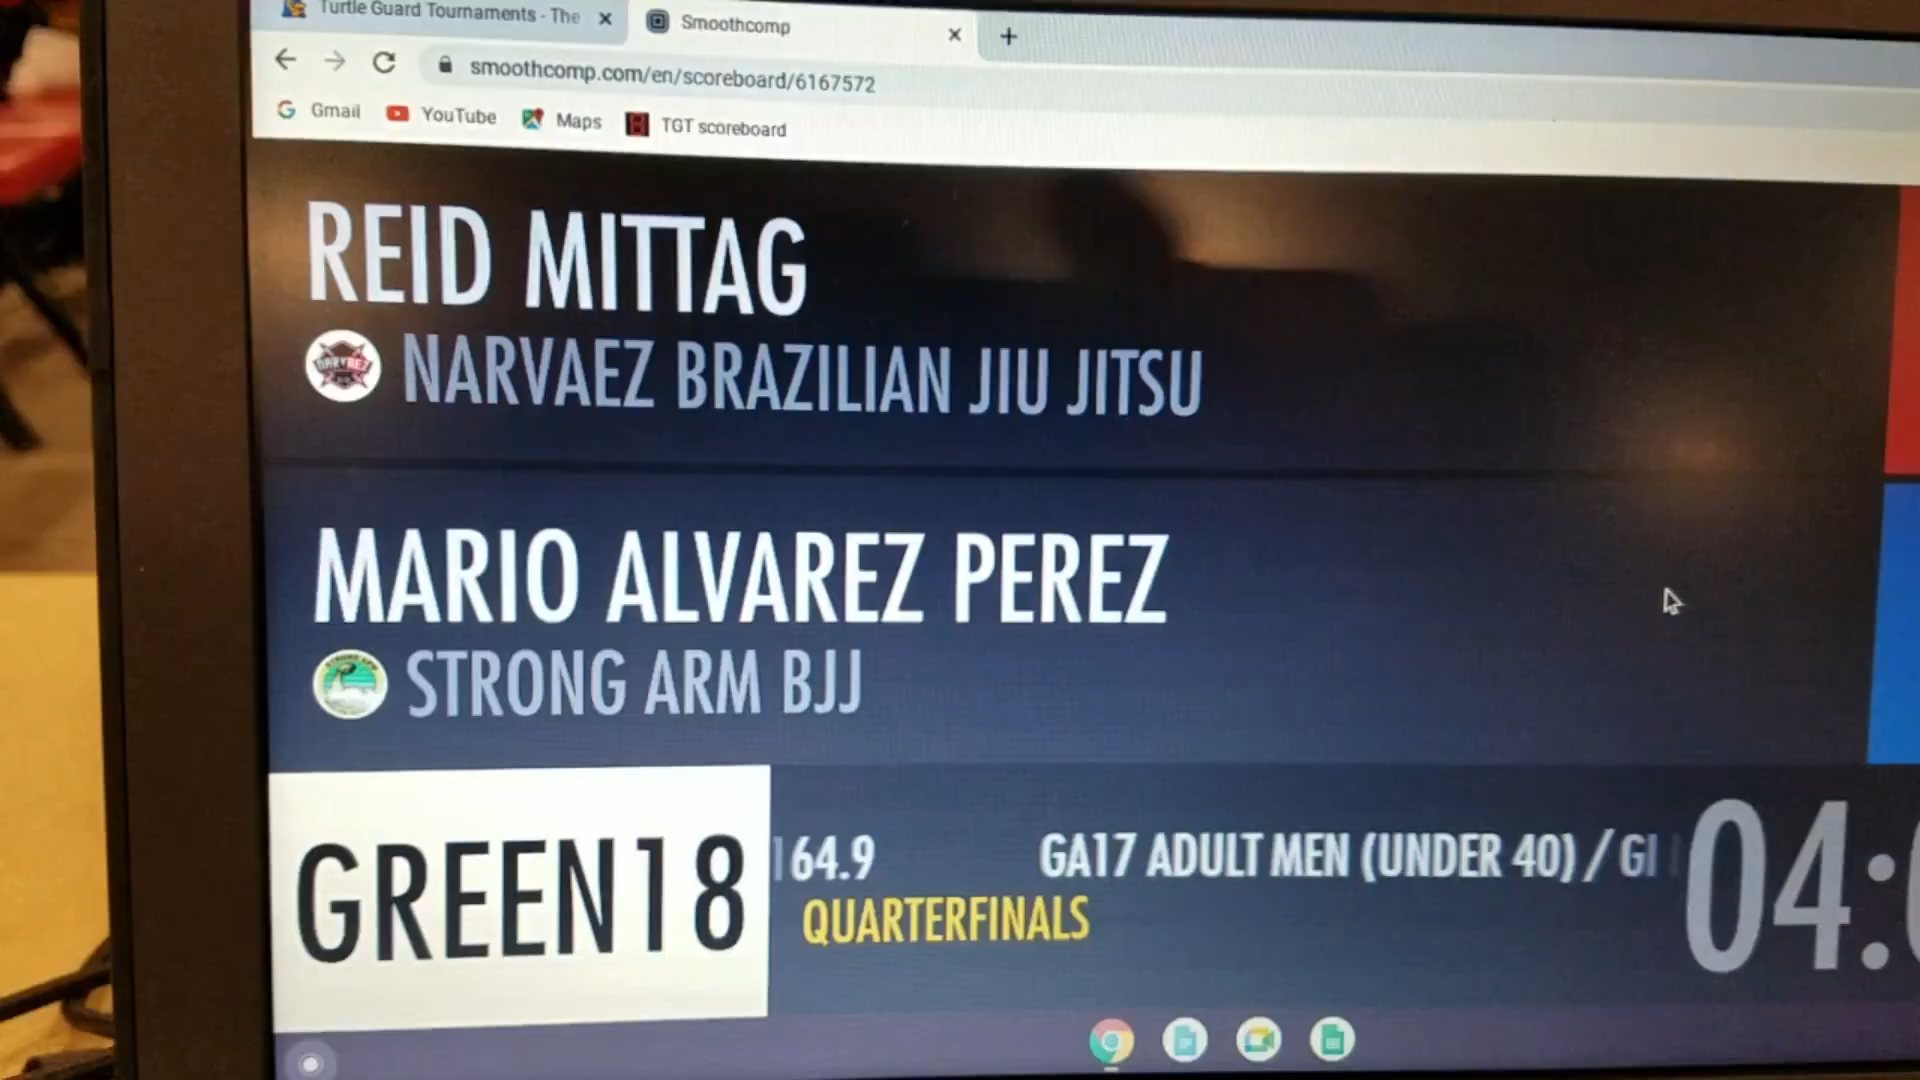 Turtle Guard Tournaments - The
Smoothcomp
smoothcomp.com/en/scoreboard/6167572
Gmail YouTube Maps TGT scoreboard
REID MITTAG
NARVAEZ BRAZILIAN JIU JITSU
MARIO ALVAREZ PEREZ
STRONG ARM BJJ
GREEN18
164.9 GA17 ADULT MEN (UNDER 40) / GI
QUARTERFINALS
04: